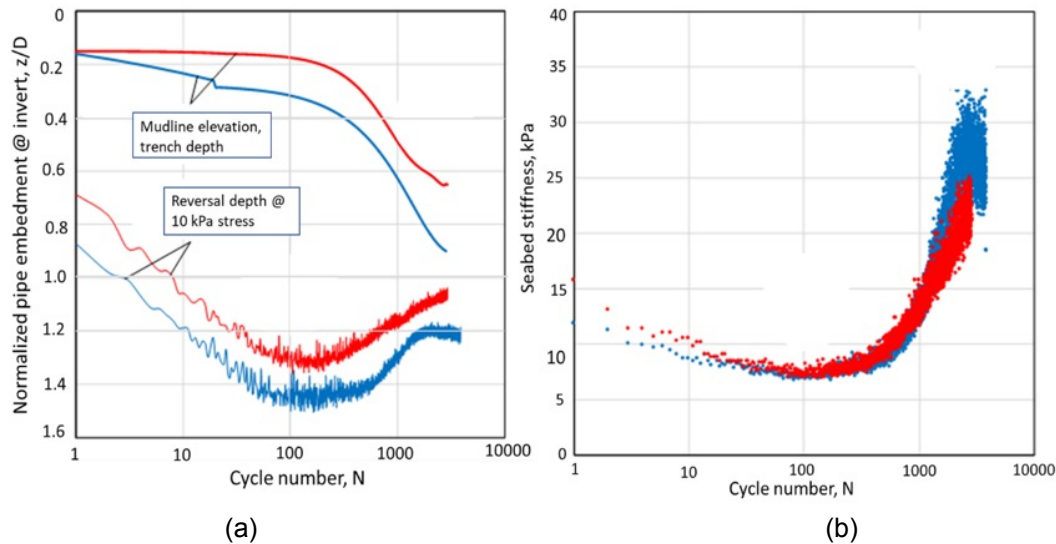 Normalized pipe embedment @ invert, z/D
0
0.2
0.4
0.6
0.8
1.0
1.2
1.4
1.6
Mudline elevation,
trench depth
Reversal depth @
10 kPa stress
1 10 100 1000 10000
Cycle number, N
(a)
Seabed stiffness, kPa
40
35
30
25
20
15
10
5
0
1 10 100 1000 10000
Cycle number, N
(b)